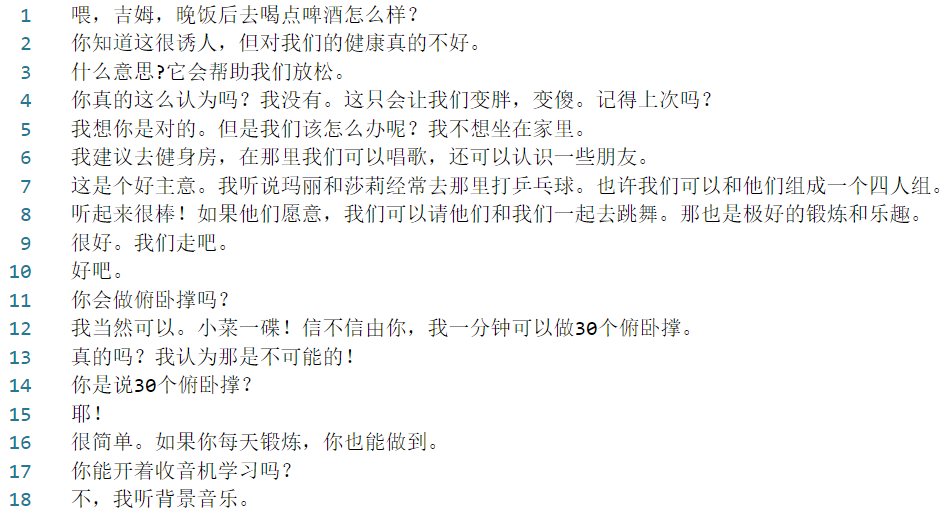 1 喂，吉姆，晚饭后去喝点啤酒怎么样？
2 你知道这很诱人，但对我们的健康真的不好。
3 什么意思?它会帮助我们放松。
4 你真的这么认为吗？我没有。这只会让我们变胖，变傻。记得上次吗？
5 我想你是对的。但是我们该怎么办呢？我不想坐在家里。
6 我建议去健身房，在那里我们可以唱歌，还可以认识一些朋友。
7 这是个好主意。我听说玛丽和莎莉经常去那里打乒乓球。也许我们可以和他们组成一个四人组。
8 听起来很棒！如果他们愿意，我们可以请他们和我们一起去跳舞。那也是极好的锻炼和乐趣。
9 很好。我们走吧。
10 好吧。
11 你会做俯卧撑吗？
12 我当然可以。小菜一碟！信不信由你，我一分钟可以做30个俯卧撑。
13 真的吗？我认为那是不可能的！
14 你是说30个俯卧撑？
15 耶！
16 很简单。如果你每天锻炼，你也能做到。
17 你能开着收音机学习吗？
18 不，我听背景音乐。